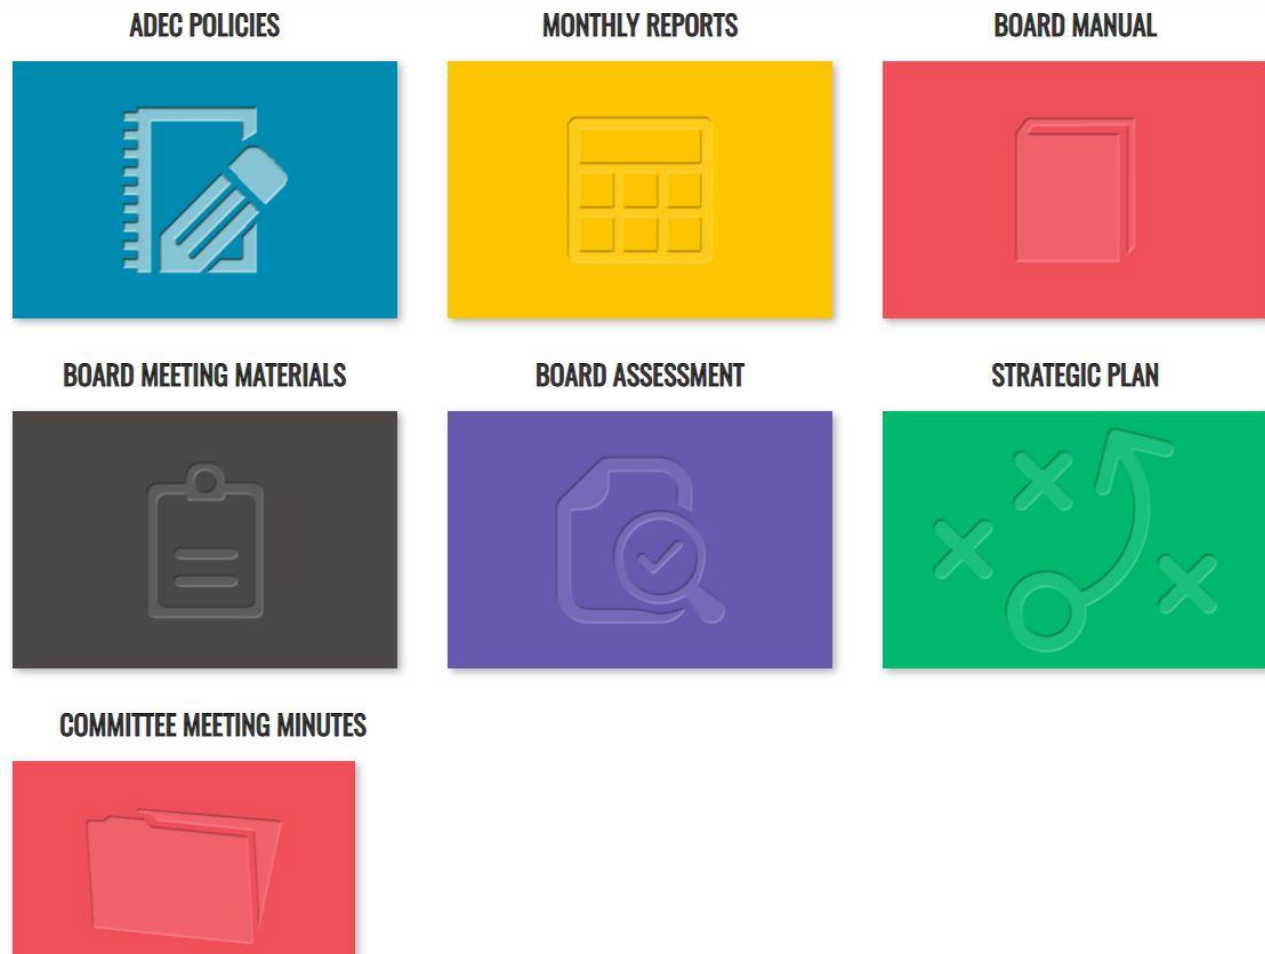 ADEC POLICIES
MONTHLY REPORTS
BOARD MANUAL
BOARD MEETING MATERIALS
BOARD ASSESSMENT
STRATEGIC PLAN
COMMITTEE MEETING MINUTES